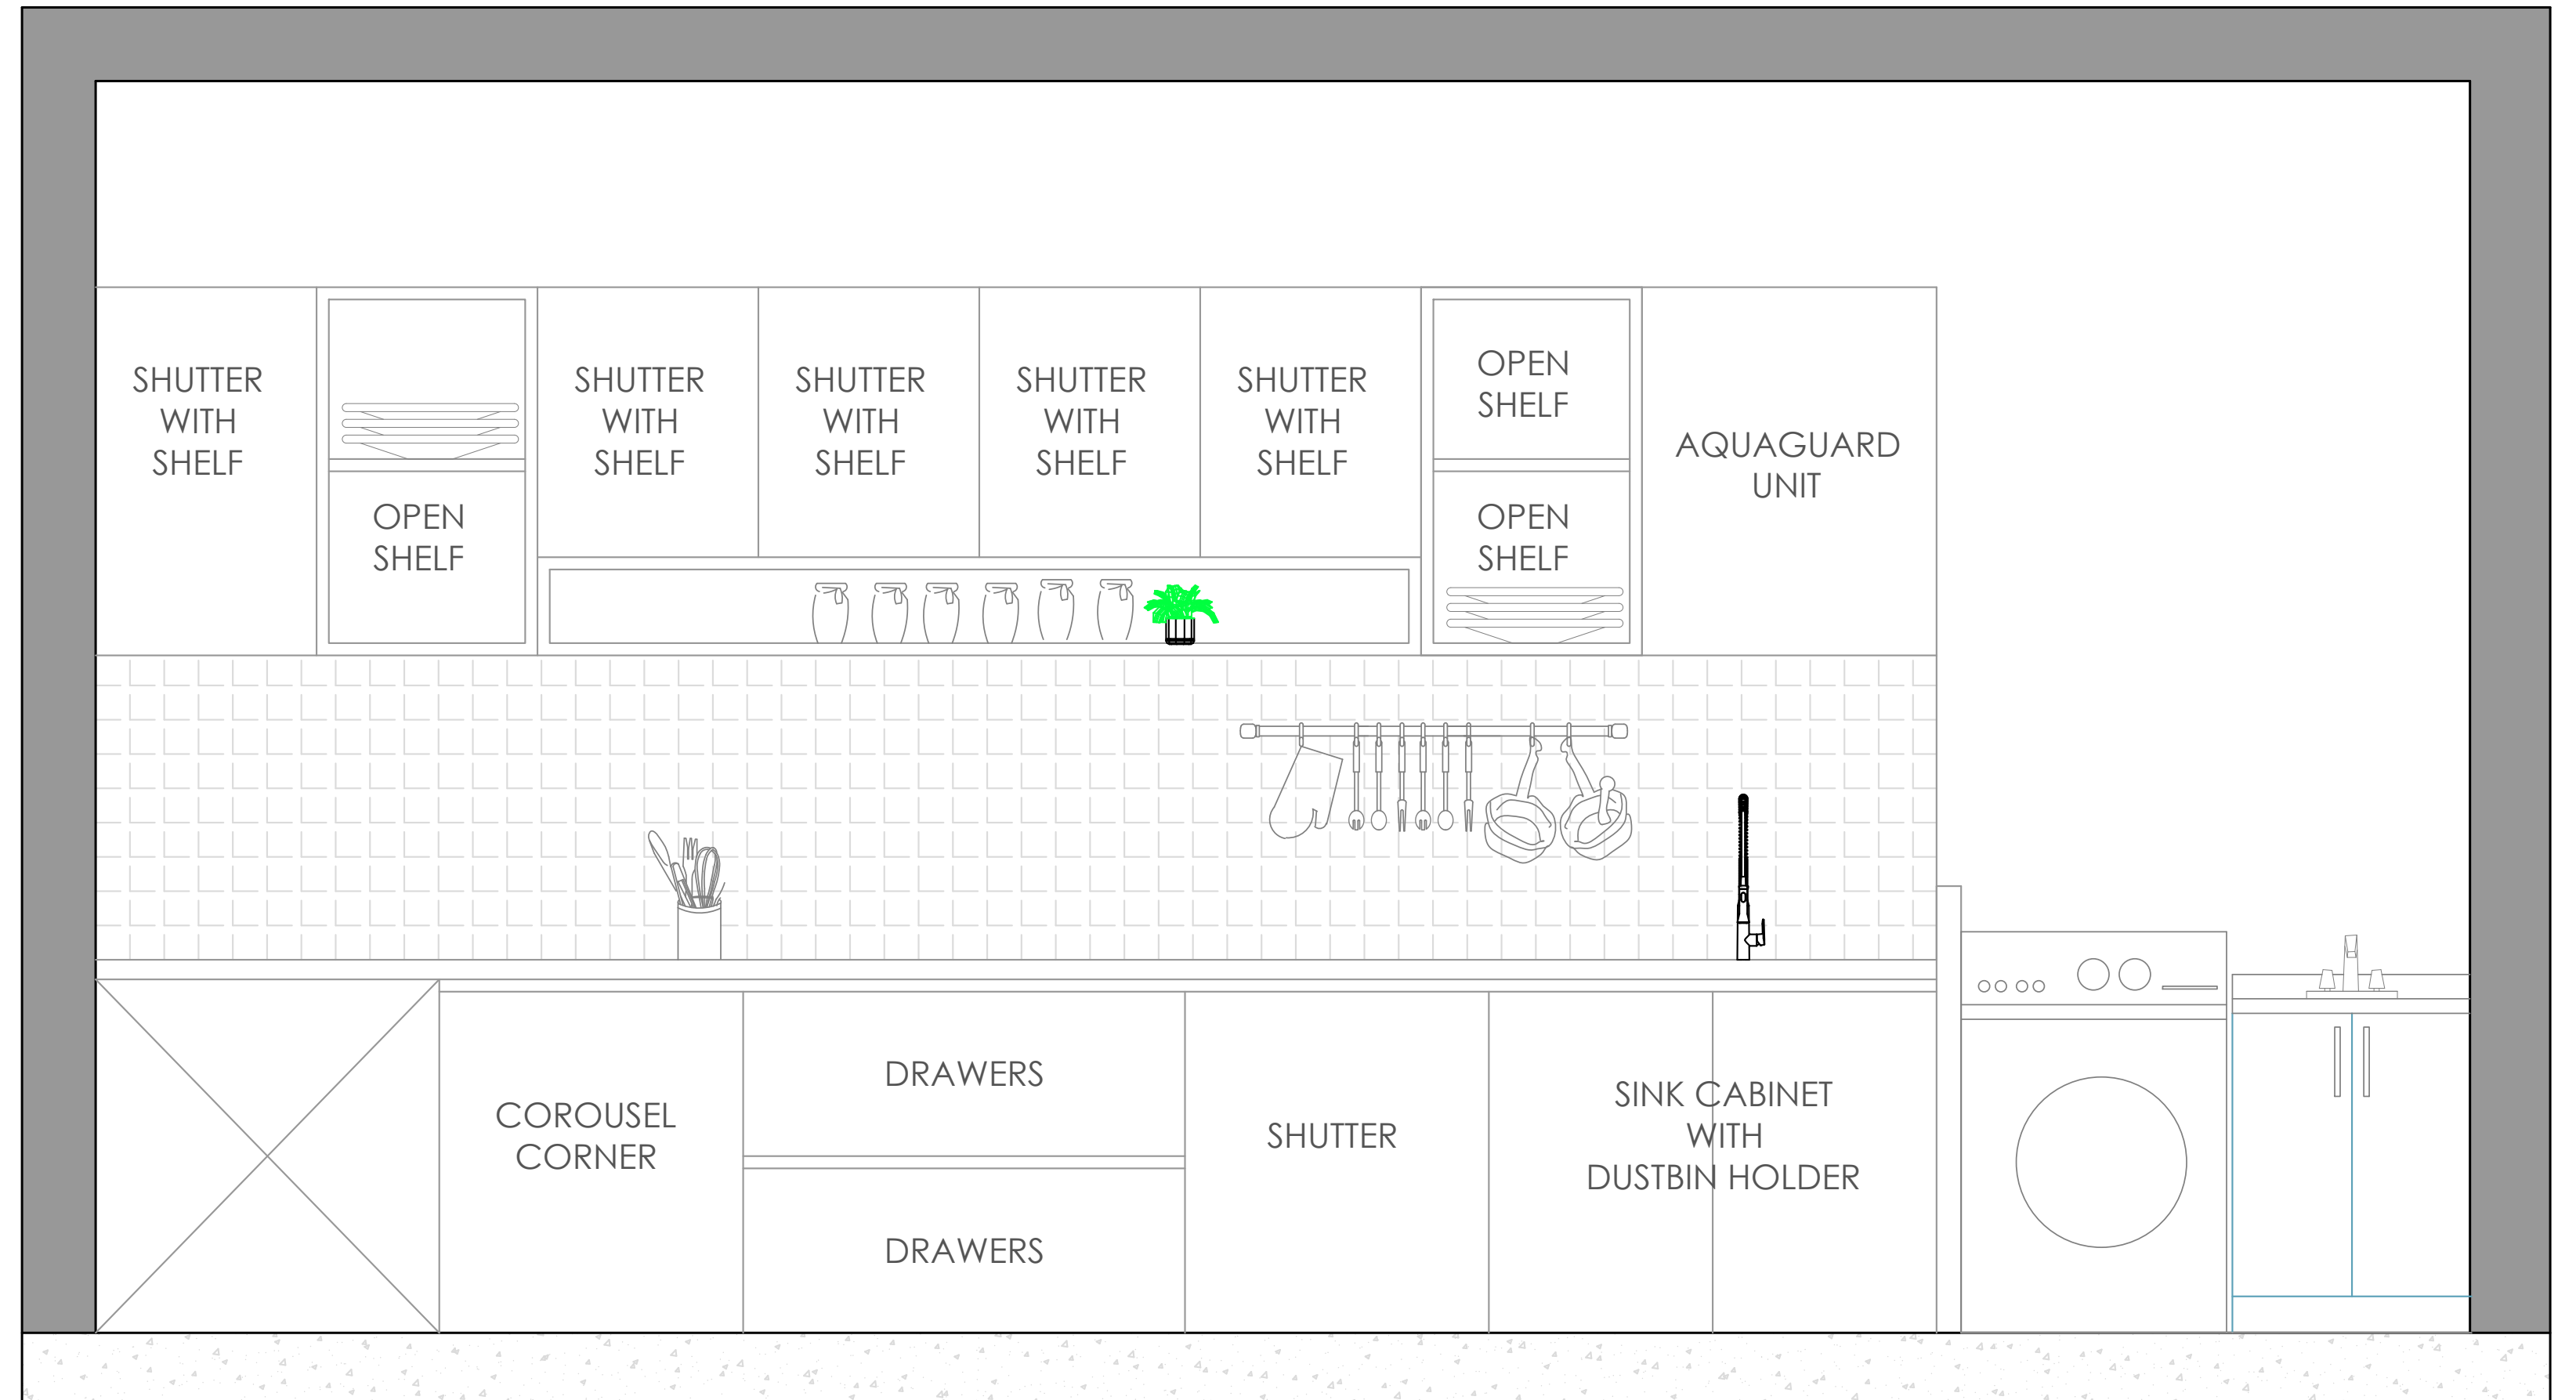 SHUTTER
WITH
SHELF
OPEN
SHELF
SHUTTER
WITH
SHELF
SHUTTER
WITH
SHELF
SHUTTER
WITH
SHELF
SHUTTER
WITH
SHELF
OPEN
SHELF
OPEN
SHELF
AQUAGUARD
UNIT
COROUSEL
CORNER
DRAWERS
DRAWERS
SHUTTER
SINK CABINET
WITH
DUSTBIN HOLDER